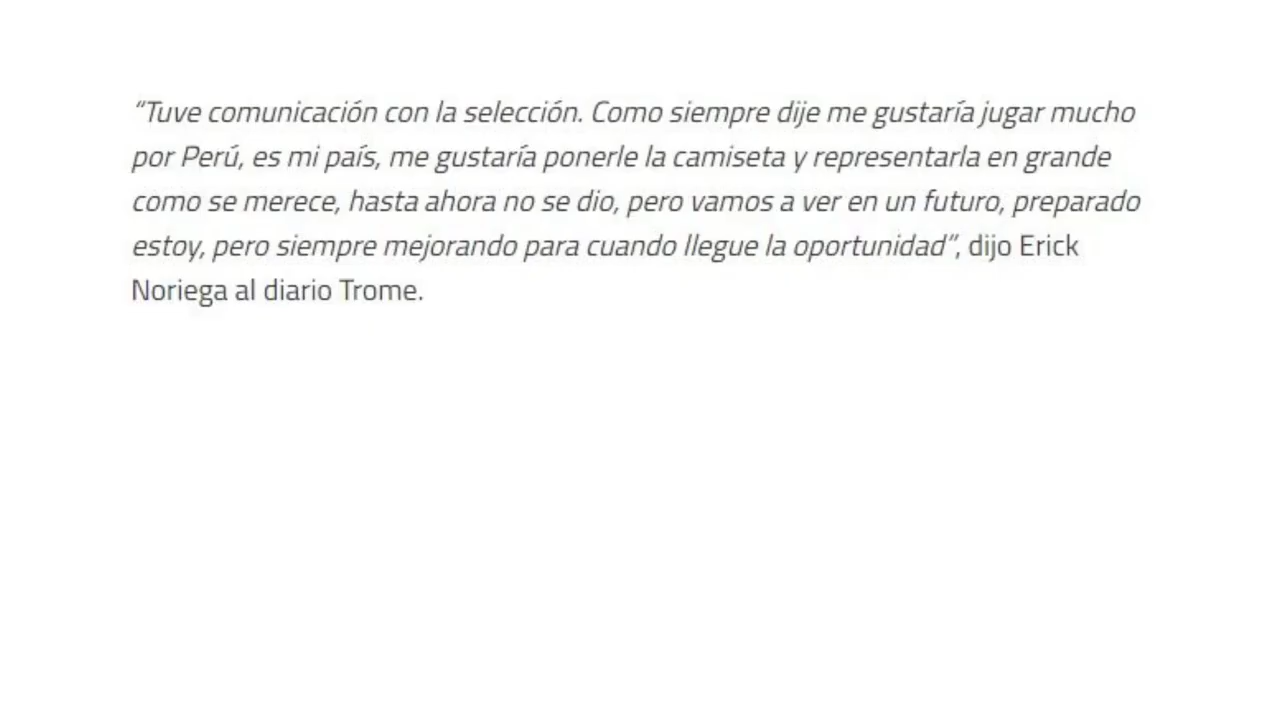 “Tuve comunicación con la selección. Como siempre dije me gustaría jugar mucho
por Perú, es mi país, me gustaría ponerle la camiseta y representarla en grande
como se merece, hasta ahora no se dio, pero vamos a ver en un futuro, preparado
estoy, pero siempre mejorando para cuando llegue la oportunidad”, dijo Erick
Noriega al diario Trome.